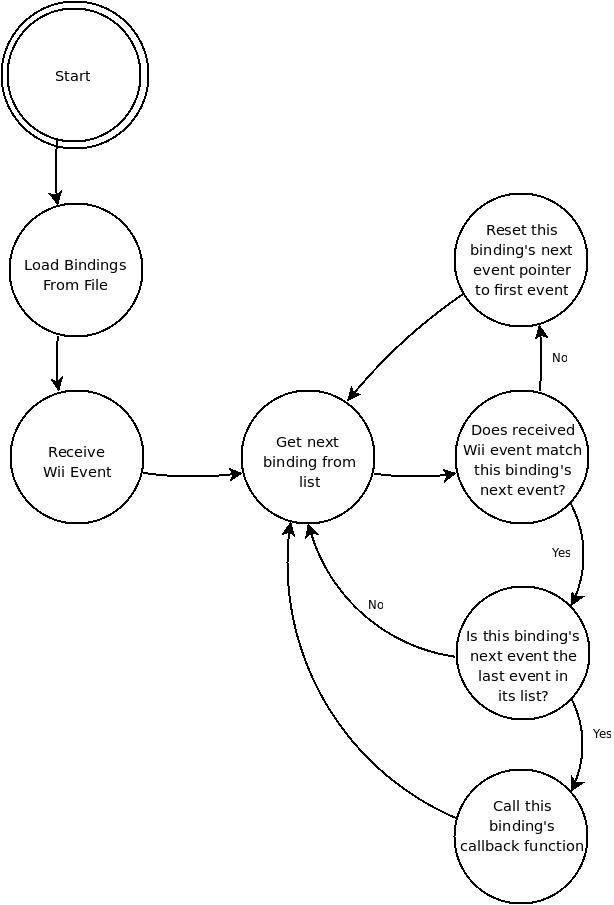 Start
Load Bindings
From File
Receive
Wii Event
Get next
binding from
list
Reset this
binding's next
event pointer
to first event
No
Does received
Wii event match
this binding's
next event?
Yes
No
Is this binding's
next event the
last event in
its list?
Yes
Call this
binding's
callback function